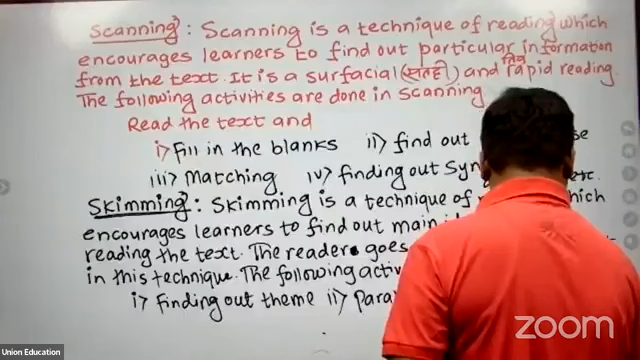 Scanning : Scanning is a technique of reading which
encourages learners to find out particular information
from the text. It is a surfacial (सतही) and rapid reading.
The following activities are done in scanning.
Read the text and
i) Fill in the blanks ii) find out se
iii) Matching iv) finding out Syn etc.
Skimming : Skimming is a technique of hich
encourages learners to find out main
reading the text. The reader goes
in this technique. The following activ
i) finding out theme ii) Para
Union Education
zoom